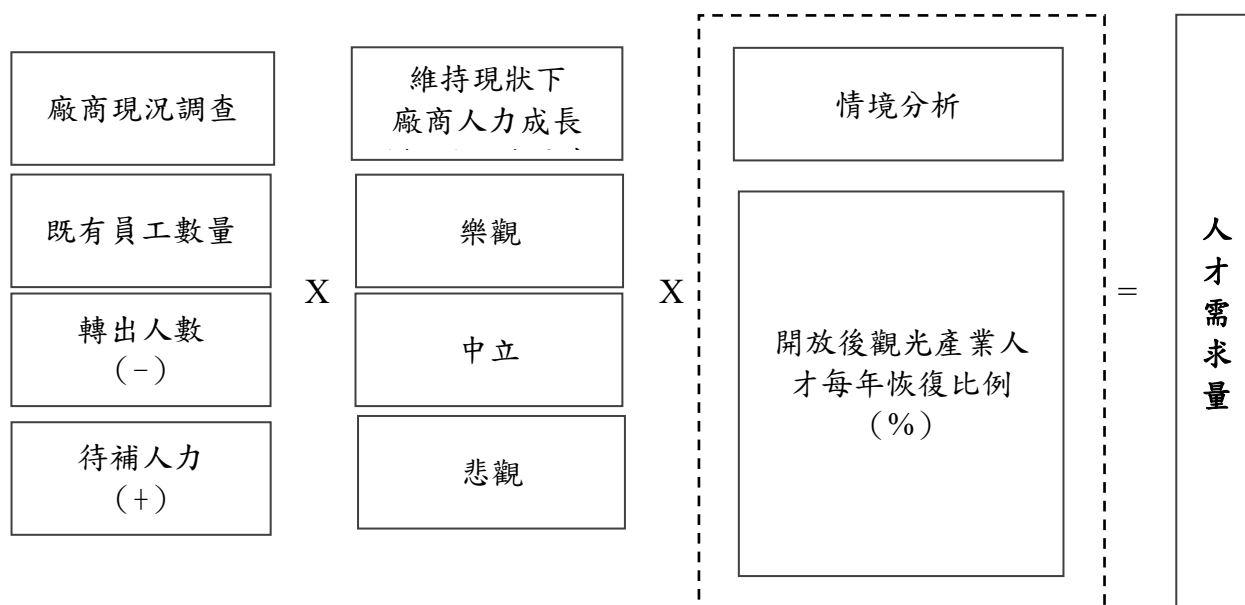 廠商現況調查
既有員工數量
轉出人數
(-)
待補人力
(+)
X
維持現狀下
廠商人力成長
樂觀
中立
悲觀
X
情境分析
開放後觀光產業人
才每年恢復比例
(%)
=
人才需求量